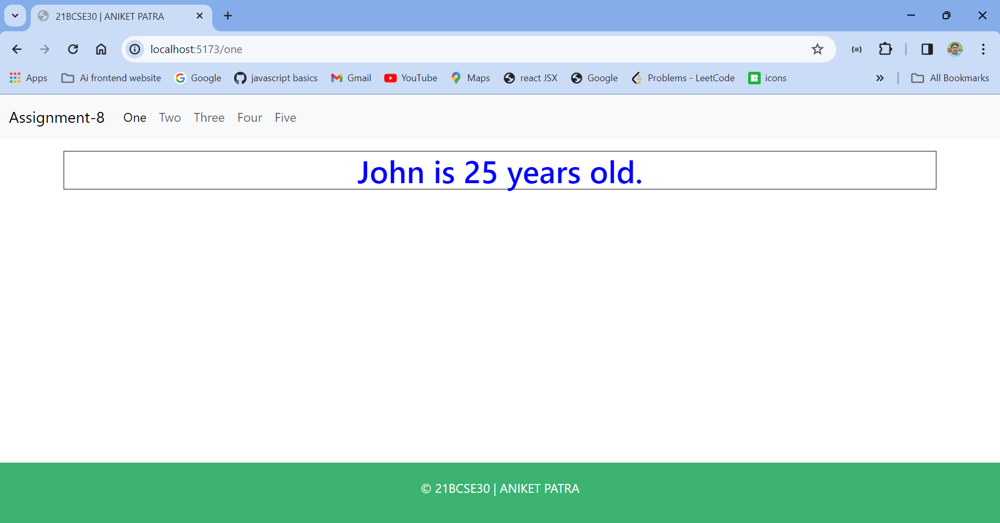 21BCSE30 | ANIKET PATRA
localhost:5173/one
Apps Ai frontend website Google javascript basics Gmail YouTube Maps react JSX Google Problems - LeetCode icons All Bookmarks
Assignment-8 One Two Three Four Five
John is 25 years old.
© 21BCSE30 | ANIKET PATRA